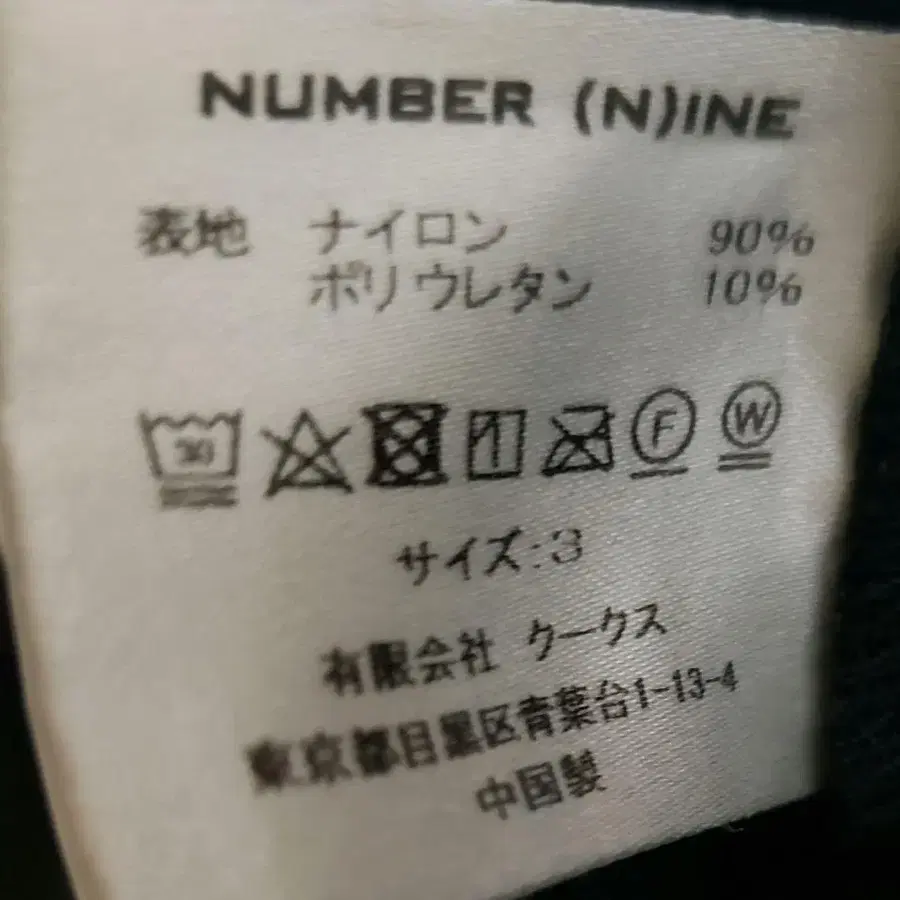 NUMBER (N)INE
表地 ナイロン 90%
ポリウレタン 10%
30
F W
サイズ:3
有限会社 ケークス
東京都目黒区青葉台1-13-4
中国製